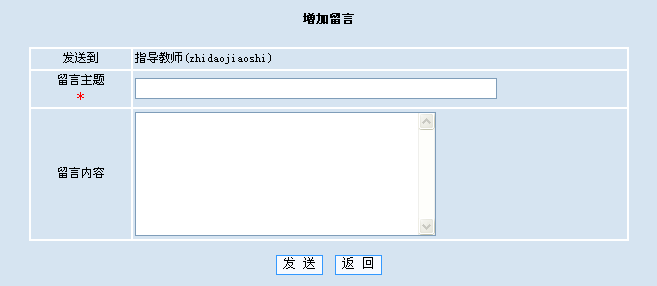 增加留言
发送到 指导教师(zhidaojiaoshi)
留言主题
*
留言内容
发 送 返 回